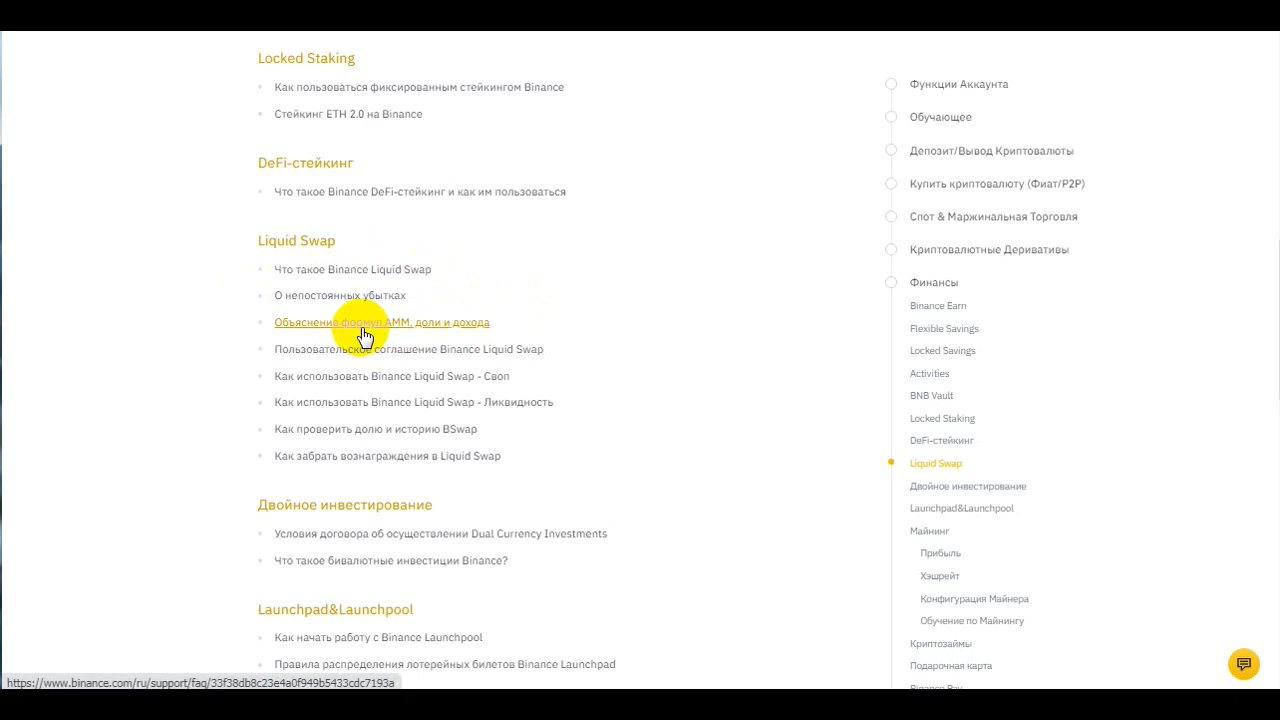 Locked Staking
Как пользоваться фиксированным стейкингом Binance
Стейкинг ETH 2.0 на Binance
DeFi-стейкинг
Что такое Binance DeFi-стейкинг и как им пользоваться
Liquid Swap
Что такое Binance Liquid Swap
О непостоянных убытках
Объяснение формул AMM, доли и дохода
Пользовательское соглашение Binance Liquid Swap
Как использовать Binance Liquid Swap - Своп
Как использовать Binance Liquid Swap - Ликвидность
Как проверить долю и историю BSwap
Как забрать вознаграждения в Liquid Swap
Двойное инвестирование
Условия договора об осуществлении Dual Currency Investments
Что такое бивалютные инвестиции Binance?
Launchpad&Launchpool
Как начать работу с Binance Launchpool
Правила распределения лотерейных билетов Binance Launchpad
Функции Аккаунта
Обучающее
Депозит/Вывод Криптовалюты
Купить криптовалюту (Фиат/P2P)
Спот & Маржинальная Торговля
Криптовалютные Деривативы
Финансы
Binance Earn
Flexible Savings
Locked Savings
Activities
BNB Vault
Locked Staking
DeFi-стейкинг
Liquid Swap
Двойное инвестирование
Launchpad&Launchpool
Майнинг
Прибыль
Хэшрейт
Конфигурация Майнера
Обучение по Майнингу
Криптозаймы
Подарочная карта
Binance Pay
https://www.binance.com/ru/support/faq/33f38db8c23e4a0f949b5433cdc7193a